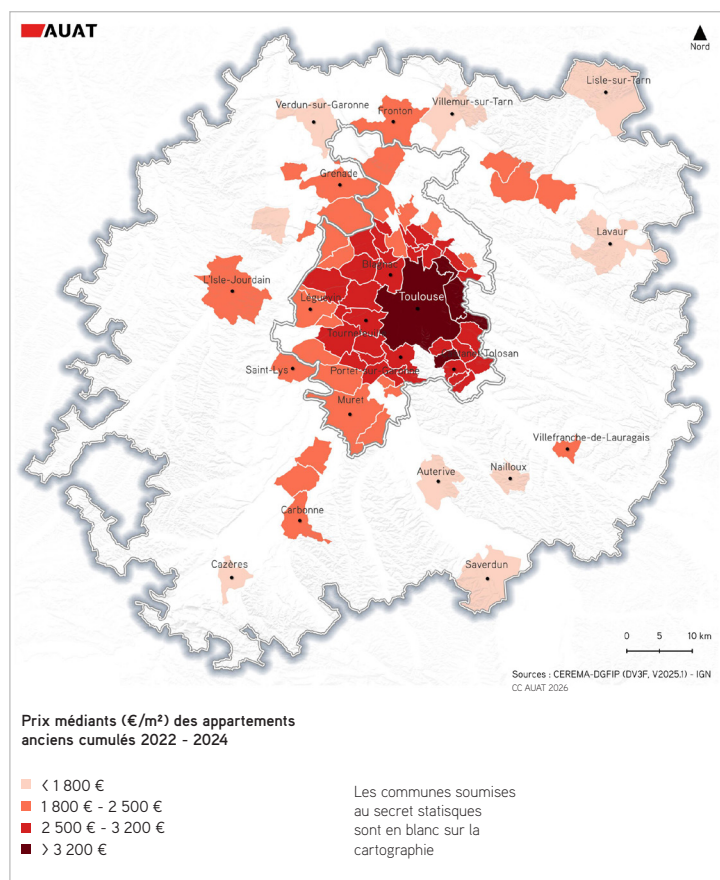 AUAT
Nord
Lisle-sur-Tarn
Verdun-sur-Garonne
Fronton
Villemur-sur-Tarn
Grenade
Lavaur
Blagnac
L'Isle-Jourdain
Toulouse
Léguevin
Tournefeuille
Ramonville-Tolosan
Saint-Lys
Portet-sur-Garonne
Muret
Villefranche-de-Lauragais
Auterive
Nailloux
Carbonne
Cazères
Saverdun
0 5 10 km
Sources : CEREMA-DGFIP (DV3F, V2025.1) - IGN
CC AUAT 2026
Prix médiants (€/m²) des appartements
anciens cumulés 2022 - 2024
< 1 800 €
1 800 € - 2 500 €
2 500 € - 3 200 €
> 3 200 €
Les communes soumises
au secret statisques
sont en blanc sur la
cartographie